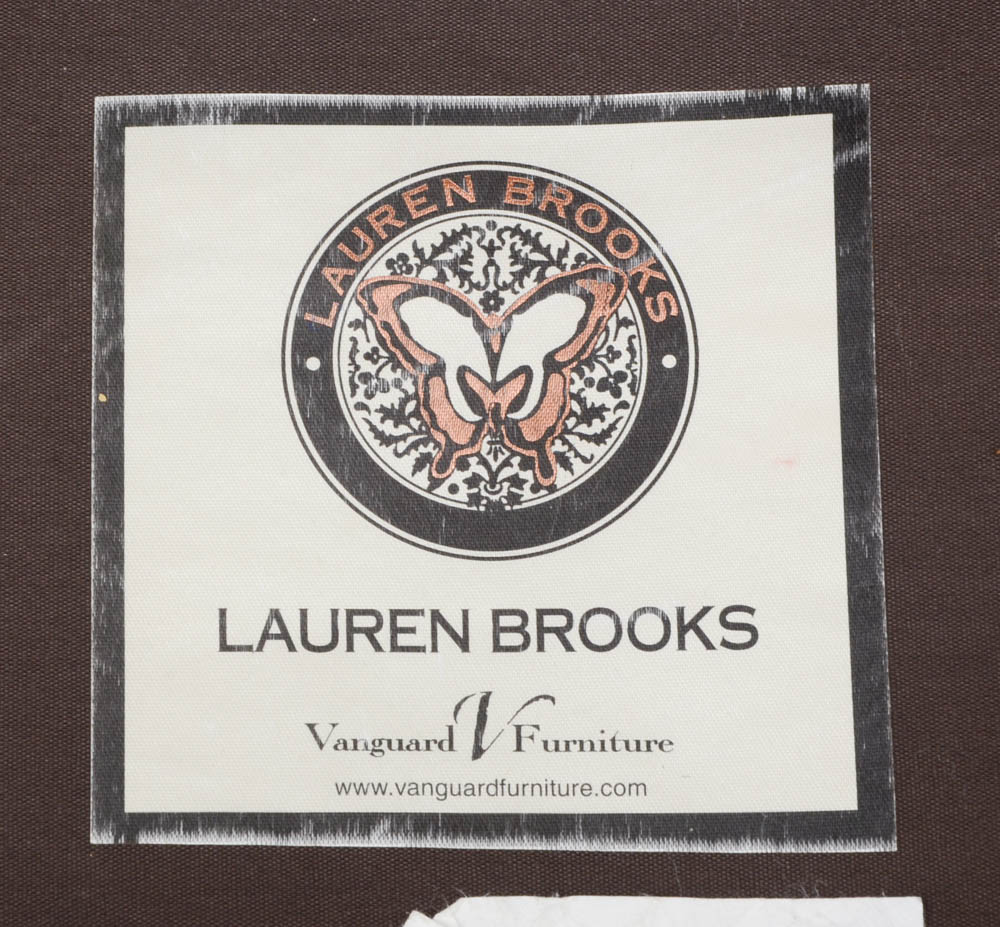 LAUREN BROOKS
LAUREN BROOKS
Vanguard V Furniture
www.vanguardfurniture.com